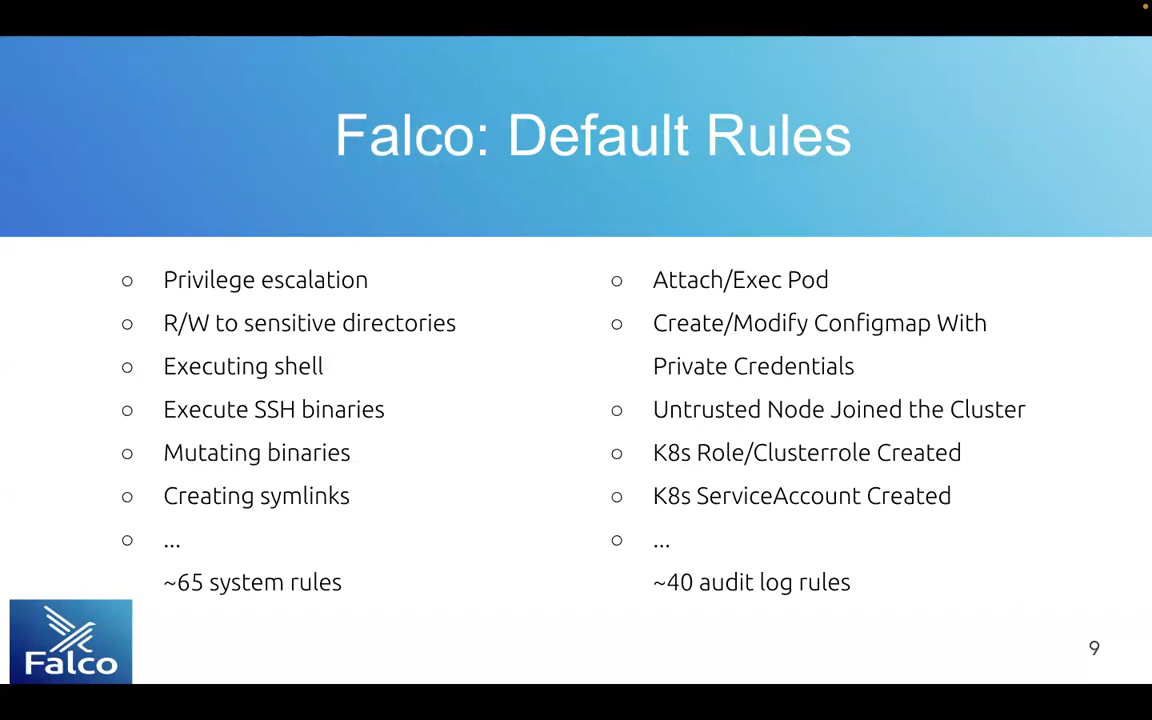 Falco: Default Rules
○ Privilege escalation
○ R/W to sensitive directories
○ Executing shell
○ Execute SSH binaries
○ Mutating binaries
○ Creating symlinks
○ ...
~65 system rules
○ Attach/Exec Pod
○ Create/Modify Configmap With
Private Credentials
○ Untrusted Node Joined the Cluster
○ K8s Role/Clusterrole Created
○ K8s ServiceAccount Created
○ ...
~40 audit log rules
Falco
9